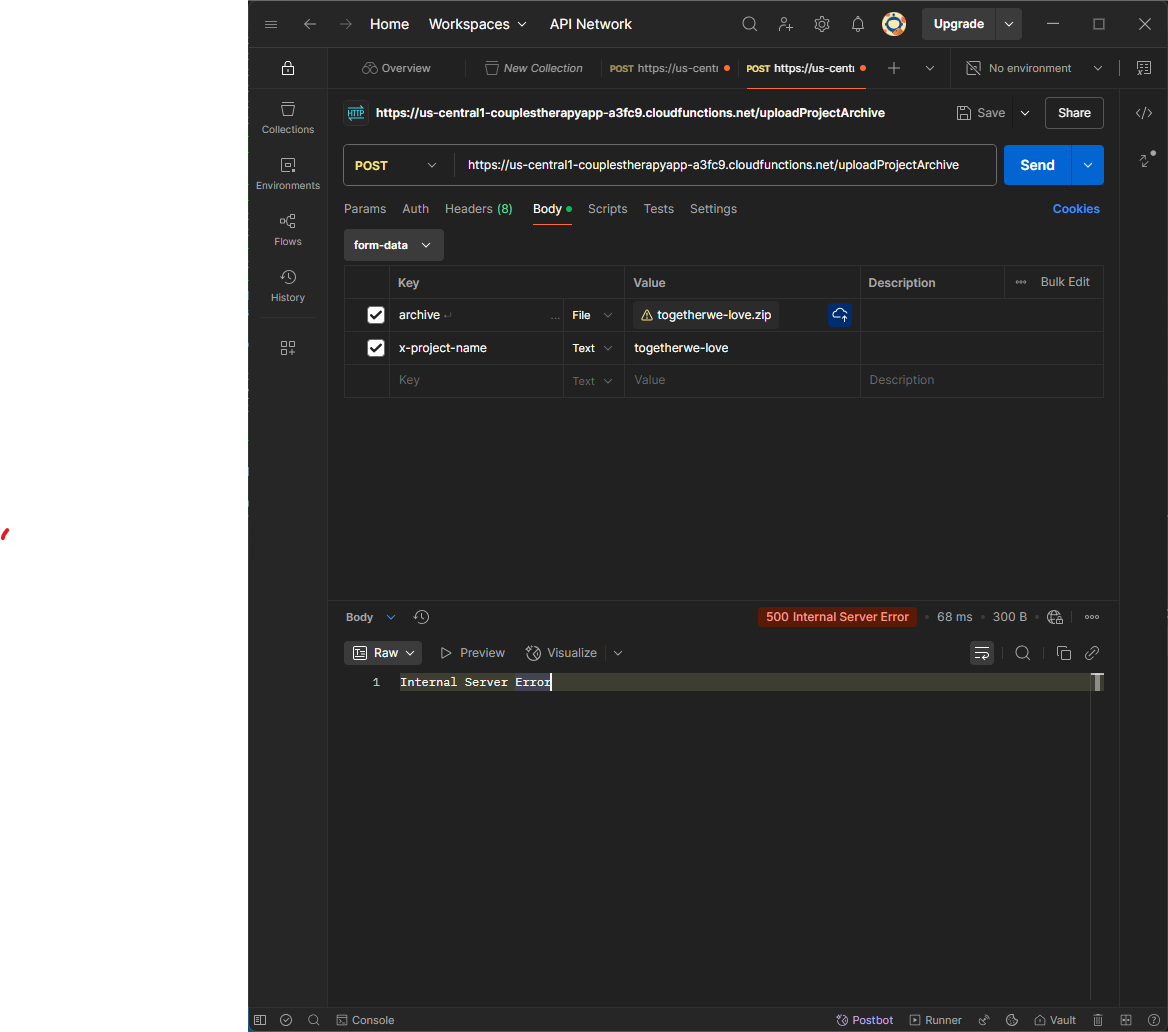 Home Workspaces API Network Upgrade
Overview New Collection POST https://us-centr POST https://us-centr No environment
HTTP https://us-central1-couplestherapyapp-a3fc9.cloudfunctions.net/uploadProjectArchive Save Share
Collections
POST https://us-central1-couplestherapyapp-a3fc9.cloudfunctions.net/uploadProjectArchive Send
Environments
Params Auth Headers (8) Body Scripts Tests Settings Cookies
Flows
form-data
History
Key Value Description Bulk Edit
archive ↵ ... File togetherwe-love.zip
x-project-name Text togetherwe-love
Key Text Value Description
Body 500 Internal Server Error • 68 ms • 300 B •
Raw Preview Visualize
1 Internal Server Error
Console Postbot Runner Vault